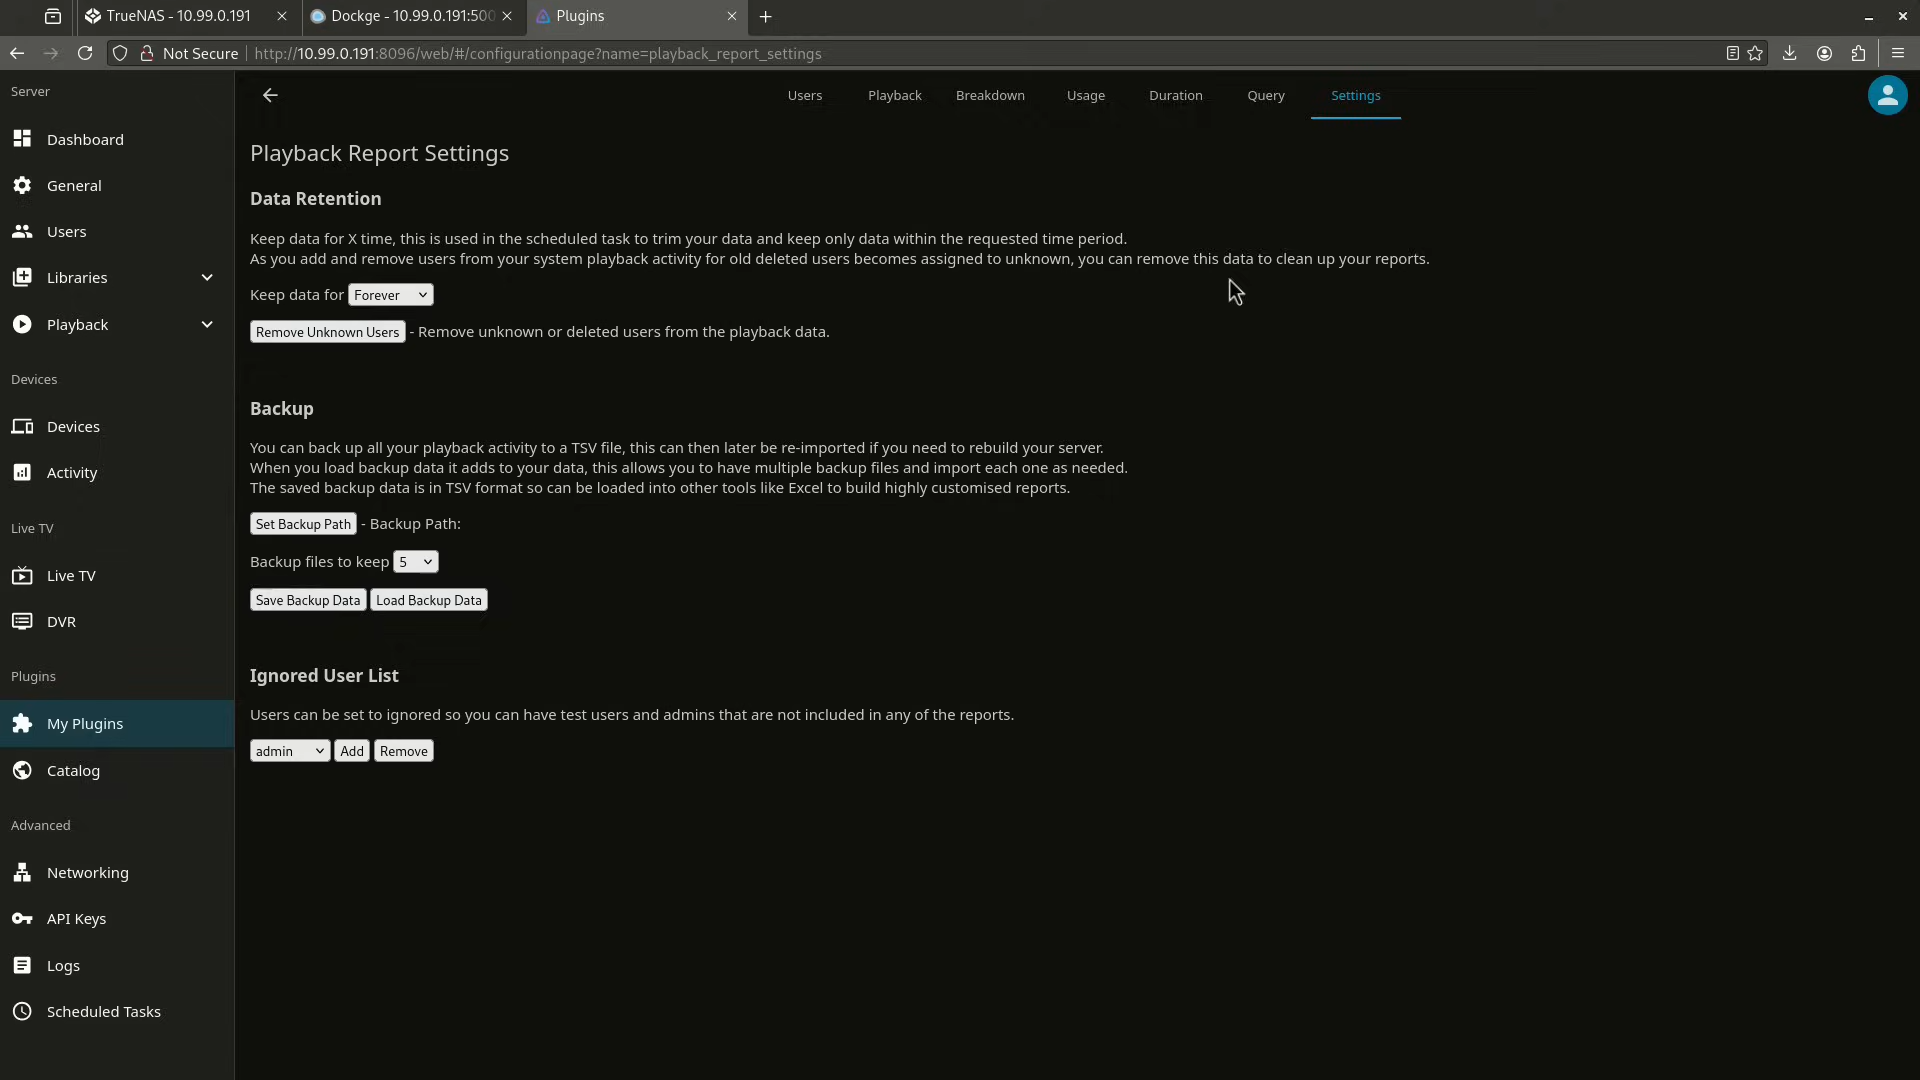 TrueNAS - 10.99.0.191
Dockge - 10.99.0.191:500
Plugins
Not Secure
http://10.99.0.191:8096/web/#/configurationpage?name=playback_report_settings
Server
Dashboard
General
Users
Libraries
Playback
Devices
Devices
Activity
Live TV
Live TV
DVR
Plugins
My Plugins
Catalog
Advanced
Networking
API Keys
Logs
Scheduled Tasks
Users
Playback
Breakdown
Usage
Duration
Query
Settings
Playback Report Settings
Data Retention
Keep data for X time, this is used in the scheduled task to trim your data and keep only data within the requested time period.
As you add and remove users from your system playback activity for old deleted users becomes assigned to unknown, you can remove this data to clean up your reports.
Keep data for Forever
Remove Unknown Users - Remove unknown or deleted users from the playback data.
Backup
You can back up all your playback activity to a TSV file, this can then later be re-imported if you need to rebuild your server.
When you load backup data it adds to your data, this allows you to have multiple backup files and import each one as needed.
The saved backup data is in TSV format so can be loaded into other tools like Excel to build highly customised reports.
Set Backup Path - Backup Path:
Backup files to keep 5
Save Backup Data Load Backup Data
Ignored User List
Users can be set to ignored so you can have test users and admins that are not included in any of the reports.
admin Add Remove